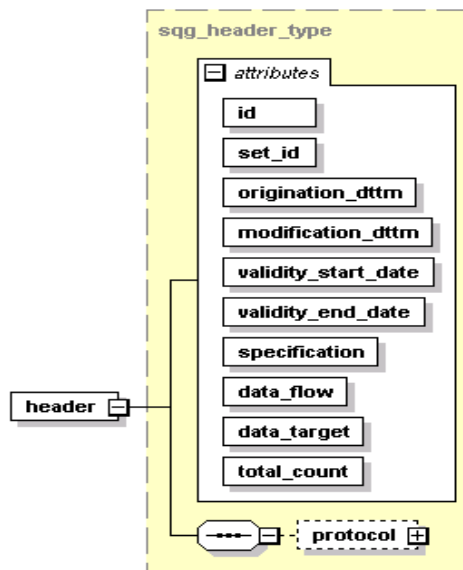 sqg_header_type
attributes
id
set_id
origination_dttm
modification_dttm
validity_start_date
validity_end_date
specification
data_flow
header
data_target
total_count
protocol